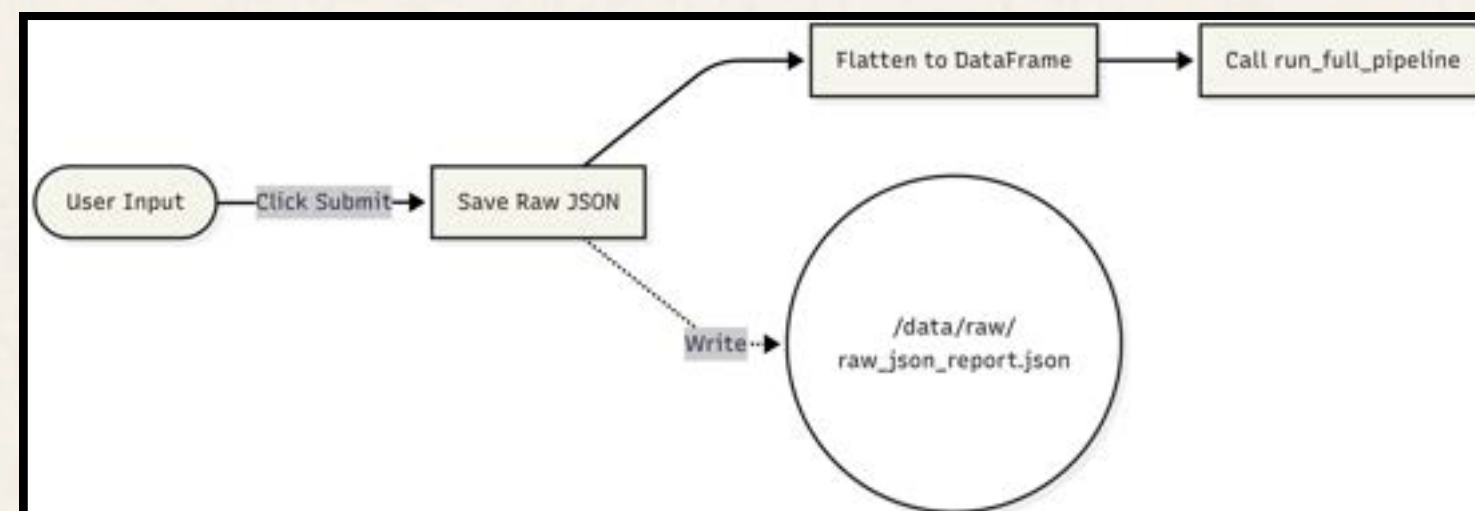 Flatten to DataFrame
Call run_full_pipeline
User Input
Click Submit
Save Raw JSON
Write
/data/raw/
raw_json_report.json